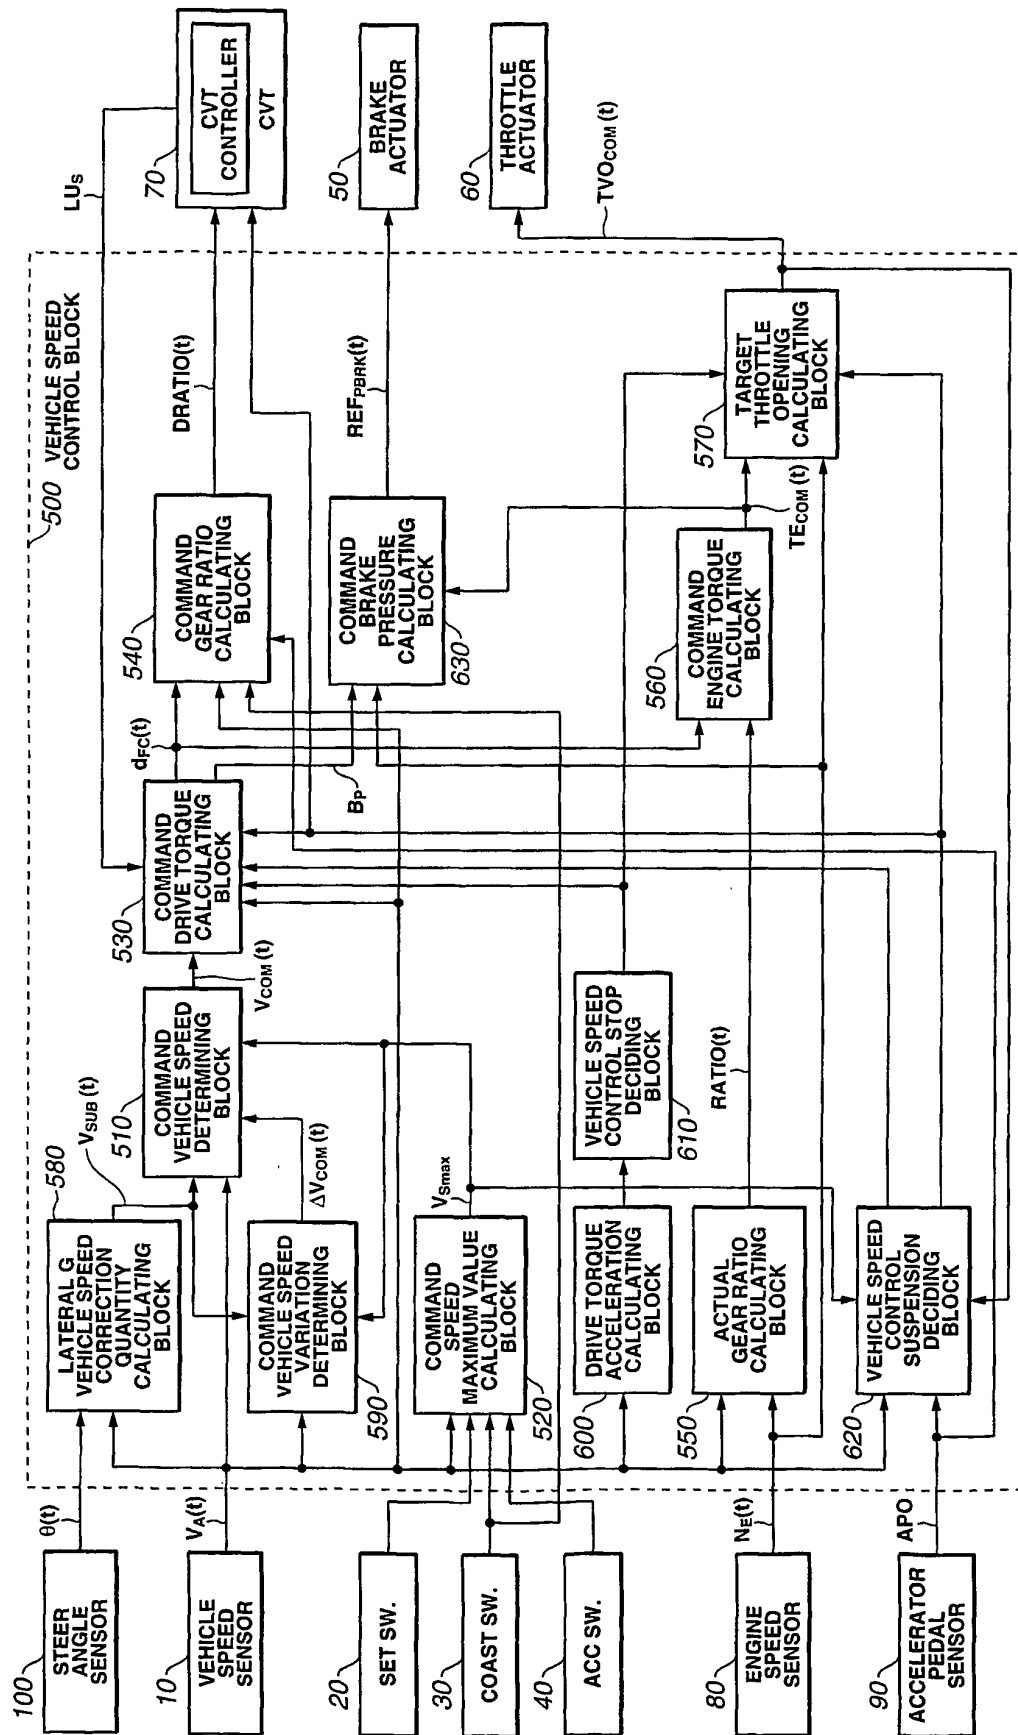 100
STEER
ANGLE
SENSOR
θ(t)
10
VEHICLE
SPEED
SENSOR
VA(t)
20
SET SW.
30
COAST SW.
40
ACC SW.
80
ENGINE
SPEED
SENSOR
NE(t)
90
ACCELERATOR
PEDAL
SENSOR
APO
500
VEHICLE SPEED
CONTROL BLOCK
580
LATERAL G
VEHICLE SPEED
CORRECTION
QUANTITY
CALCULATING
BLOCK
VSUB(t)
590
COMMAND
VEHICLE SPEED
VARIATION
DETERMINING
BLOCK
ΔVCOM(t)
520
COMMAND
SPEED
MAXIMUM VALUE
CALCULATING
BLOCK
VSmax
600
DRIVE TORQUE
ACCELERATION
CALCULATING
BLOCK
550
ACTUAL
GEAR RATIO
CALCULATING
BLOCK
RATIO(t)
620
VEHICLE SPEED
CONTROL
SUSPENSION
DECIDING
BLOCK
510
COMMAND
VEHICLE SPEED
DETERMINING
BLOCK
VCOM(t)
610
VEHICLE SPEED
CONTROL STOP
DECIDING
BLOCK
530
COMMAND
DRIVE TORQUE
CALCULATING
BLOCK
dFC(t)
BP
540
COMMAND
GEAR RATIO
CALCULATING
BLOCK
DRATIO(t)
630
COMMAND
BRAKE
PRESSURE
CALCULATING
BLOCK
REFPBRK(t)
560
COMMAND
ENGINE TORQUE
CALCULATING
BLOCK
TECOM(t)
570
TARGET
THROTTLE
OPENING
CALCULATING
BLOCK
TVOCOM(t)
LUs
70
CVT
CONTROLLER
CVT
50
BRAKE
ACTUATOR
60
THROTTLE
ACTUATOR